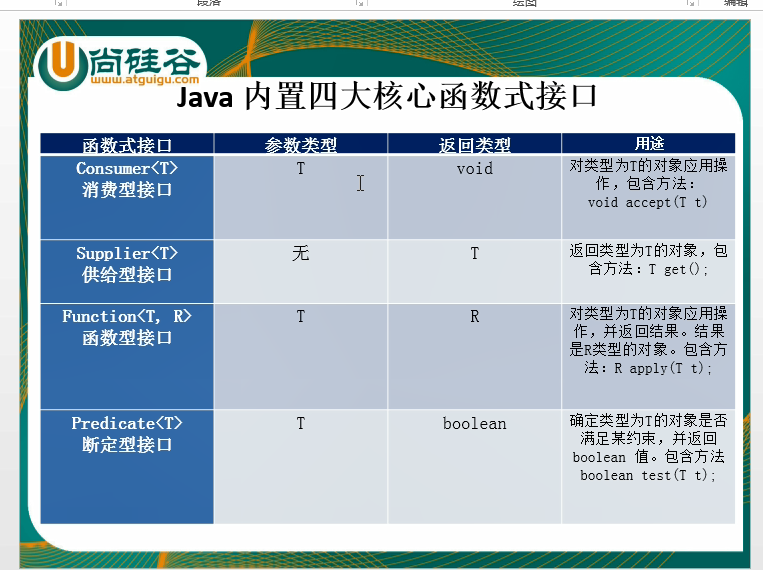 段落
绘图
编辑
尚硅谷
www.atguigu.com
Java 内置四大核心函数式接口
函数式接口 参数类型 返回类型 用途
Consumer<T>
消费型接口
T
void
对类型为T的对象应用操
作，包含方法：
void accept(T t)
Supplier<T>
供给型接口
无
T
返回类型为T的对象，包
含方法：T get();
Function<T, R>
函数型接口
T
R
对类型为T的对象应用操
作，并返回结果。结果
是R类型的对象。包含方
法：R apply(T t);
Predicate<T>
断定型接口
T
boolean
确定类型为T的对象是否
满足某约束，并返回
boolean 值。包含方法
boolean test(T t);